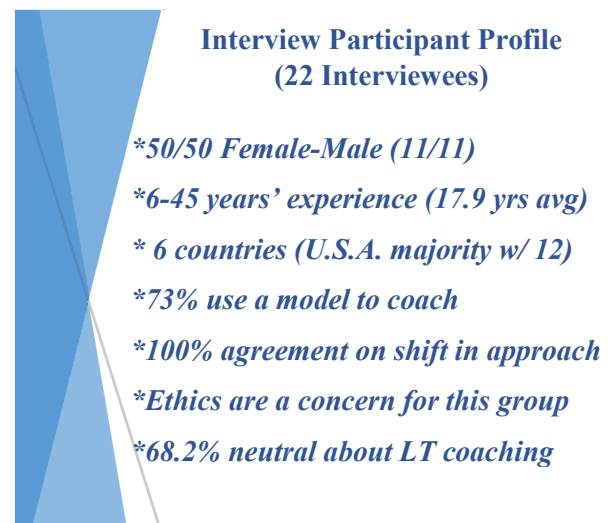 Interview Participant Profile
(22 Interviewees)
*50/50 Female-Male (11/11)
*6-45 years’ experience (17.9 yrs avg)
* 6 countries (U.S.A. majority w/ 12)
*73% use a model to coach
*100% agreement on shift in approach
*Ethics are a concern for this group
*68.2% neutral about LT coaching